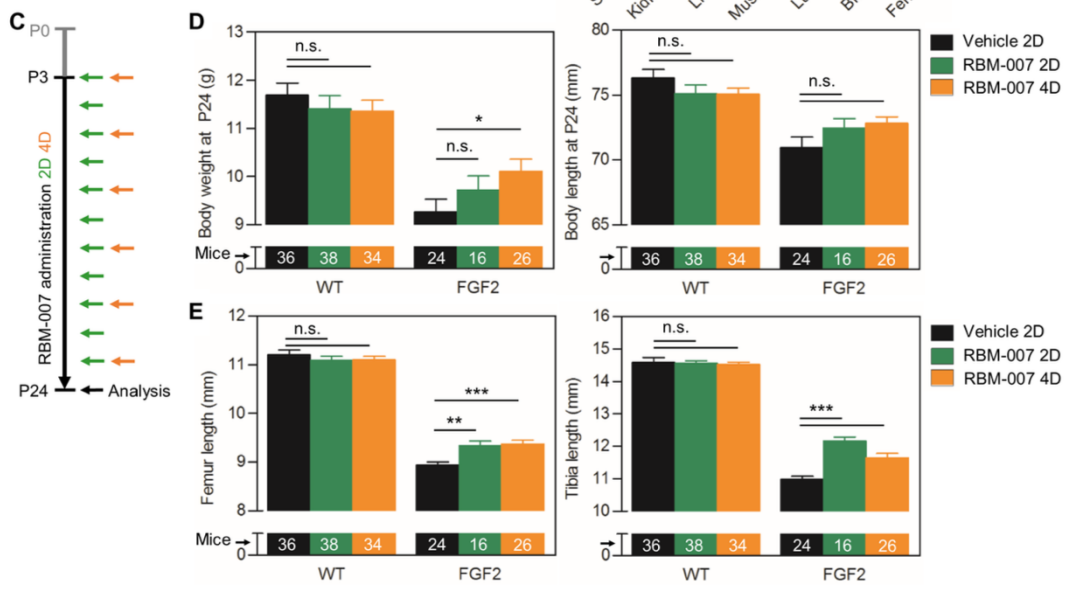 C
P0
P3
RBM-007 administration 2D 4D
P24
Analysis
D
13
12
11
10
9
Body weight at P24 (g)
n.s.
n.s.
*
Mice
0
36 38 34 24 16 26
WT FGF2
80
75
70
65
Body length at P24 (mm)
n.s.
n.s.
0
36 38 34 24 16 26
WT FGF2
Vehicle 2D
RBM-007 2D
RBM-007 4D
E
12
11
10
9
8
Femur length (mm)
n.s.
**
***
Mice
0
36 38 34 24 16 26
WT FGF2
16
15
14
13
12
11
10
Tibia length (mm)
n.s.
***
0
36 38 34 24 16 26
WT FGF2
Vehicle 2D
RBM-007 2D
RBM-007 4D